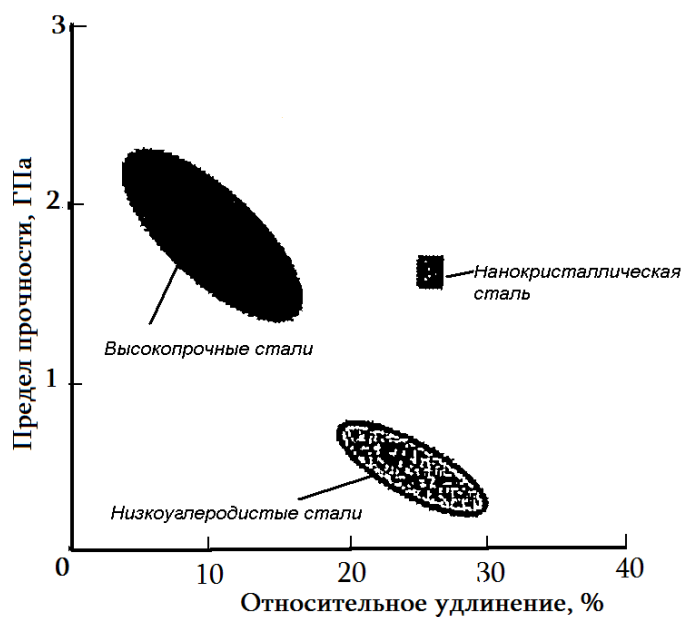 3
2
1
0
Предел прочности, ГПа
Высокопрочные стали
Нанокристаллическая
сталь
Низкоуглеродистые стали
10
20
30
40
Относительное удлинение, %